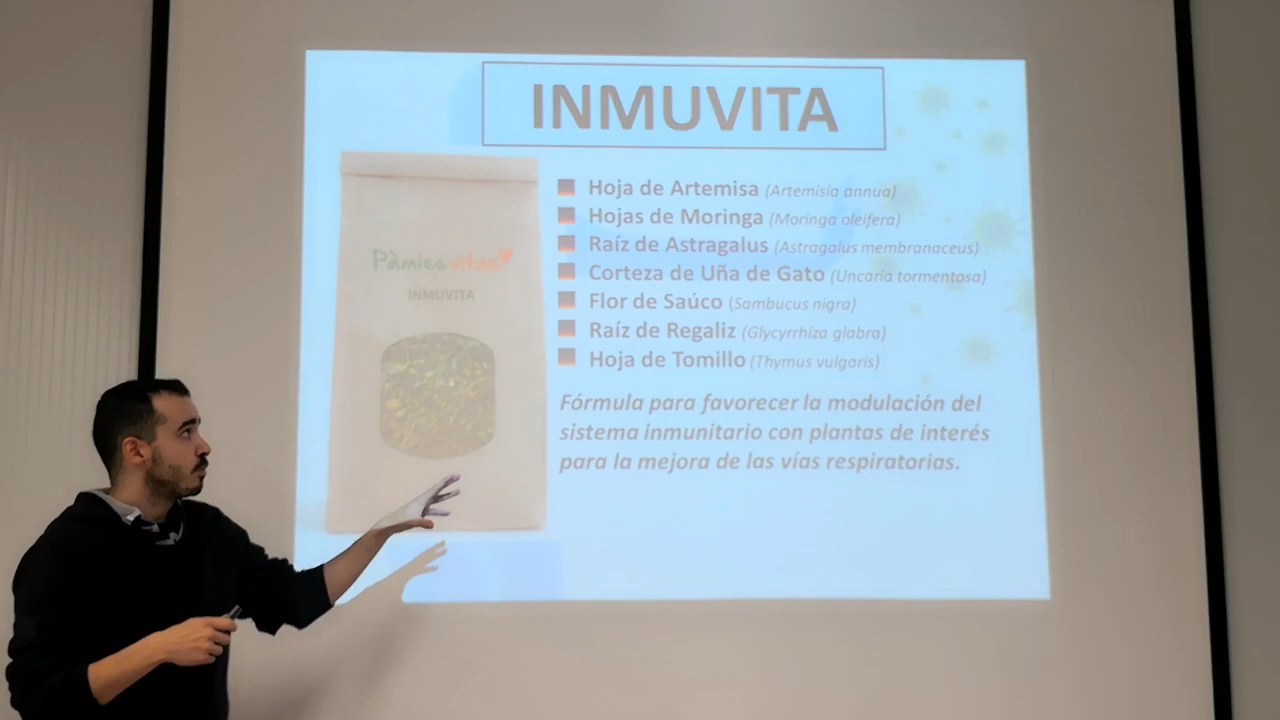 INMUVITA
Pàmies vitae
INMUVITA
Hoja de Artemisa (Artemisia annua)
Hojas de Moringa (Moringa oleifera)
Raíz de Astragalus (Astragalus membranaceus)
Corteza de Uña de Gato (Uncaria tormentosa)
Flor de Saúco (Sambucus nigra)
Raíz de Regaliz (Glycyrrhiza glabra)
Hoja de Tomillo (Thymus vulgaris)
Fórmula para favorecer la modulación del
sistema inmunitario con plantas de interés
para la mejora de las vías respiratorias.